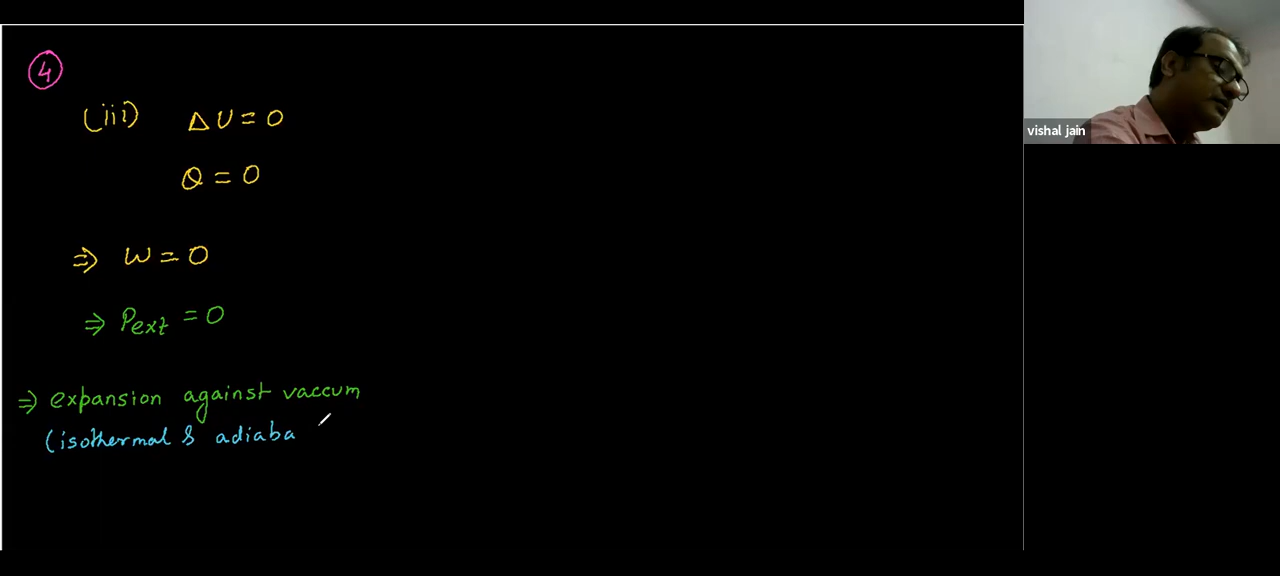 4
(iii) ΔU = 0
Q = 0
⇒ W = 0
⇒ Pext = 0
⇒ expansion against vaccum
(isothermal & adiaba
vishal jain